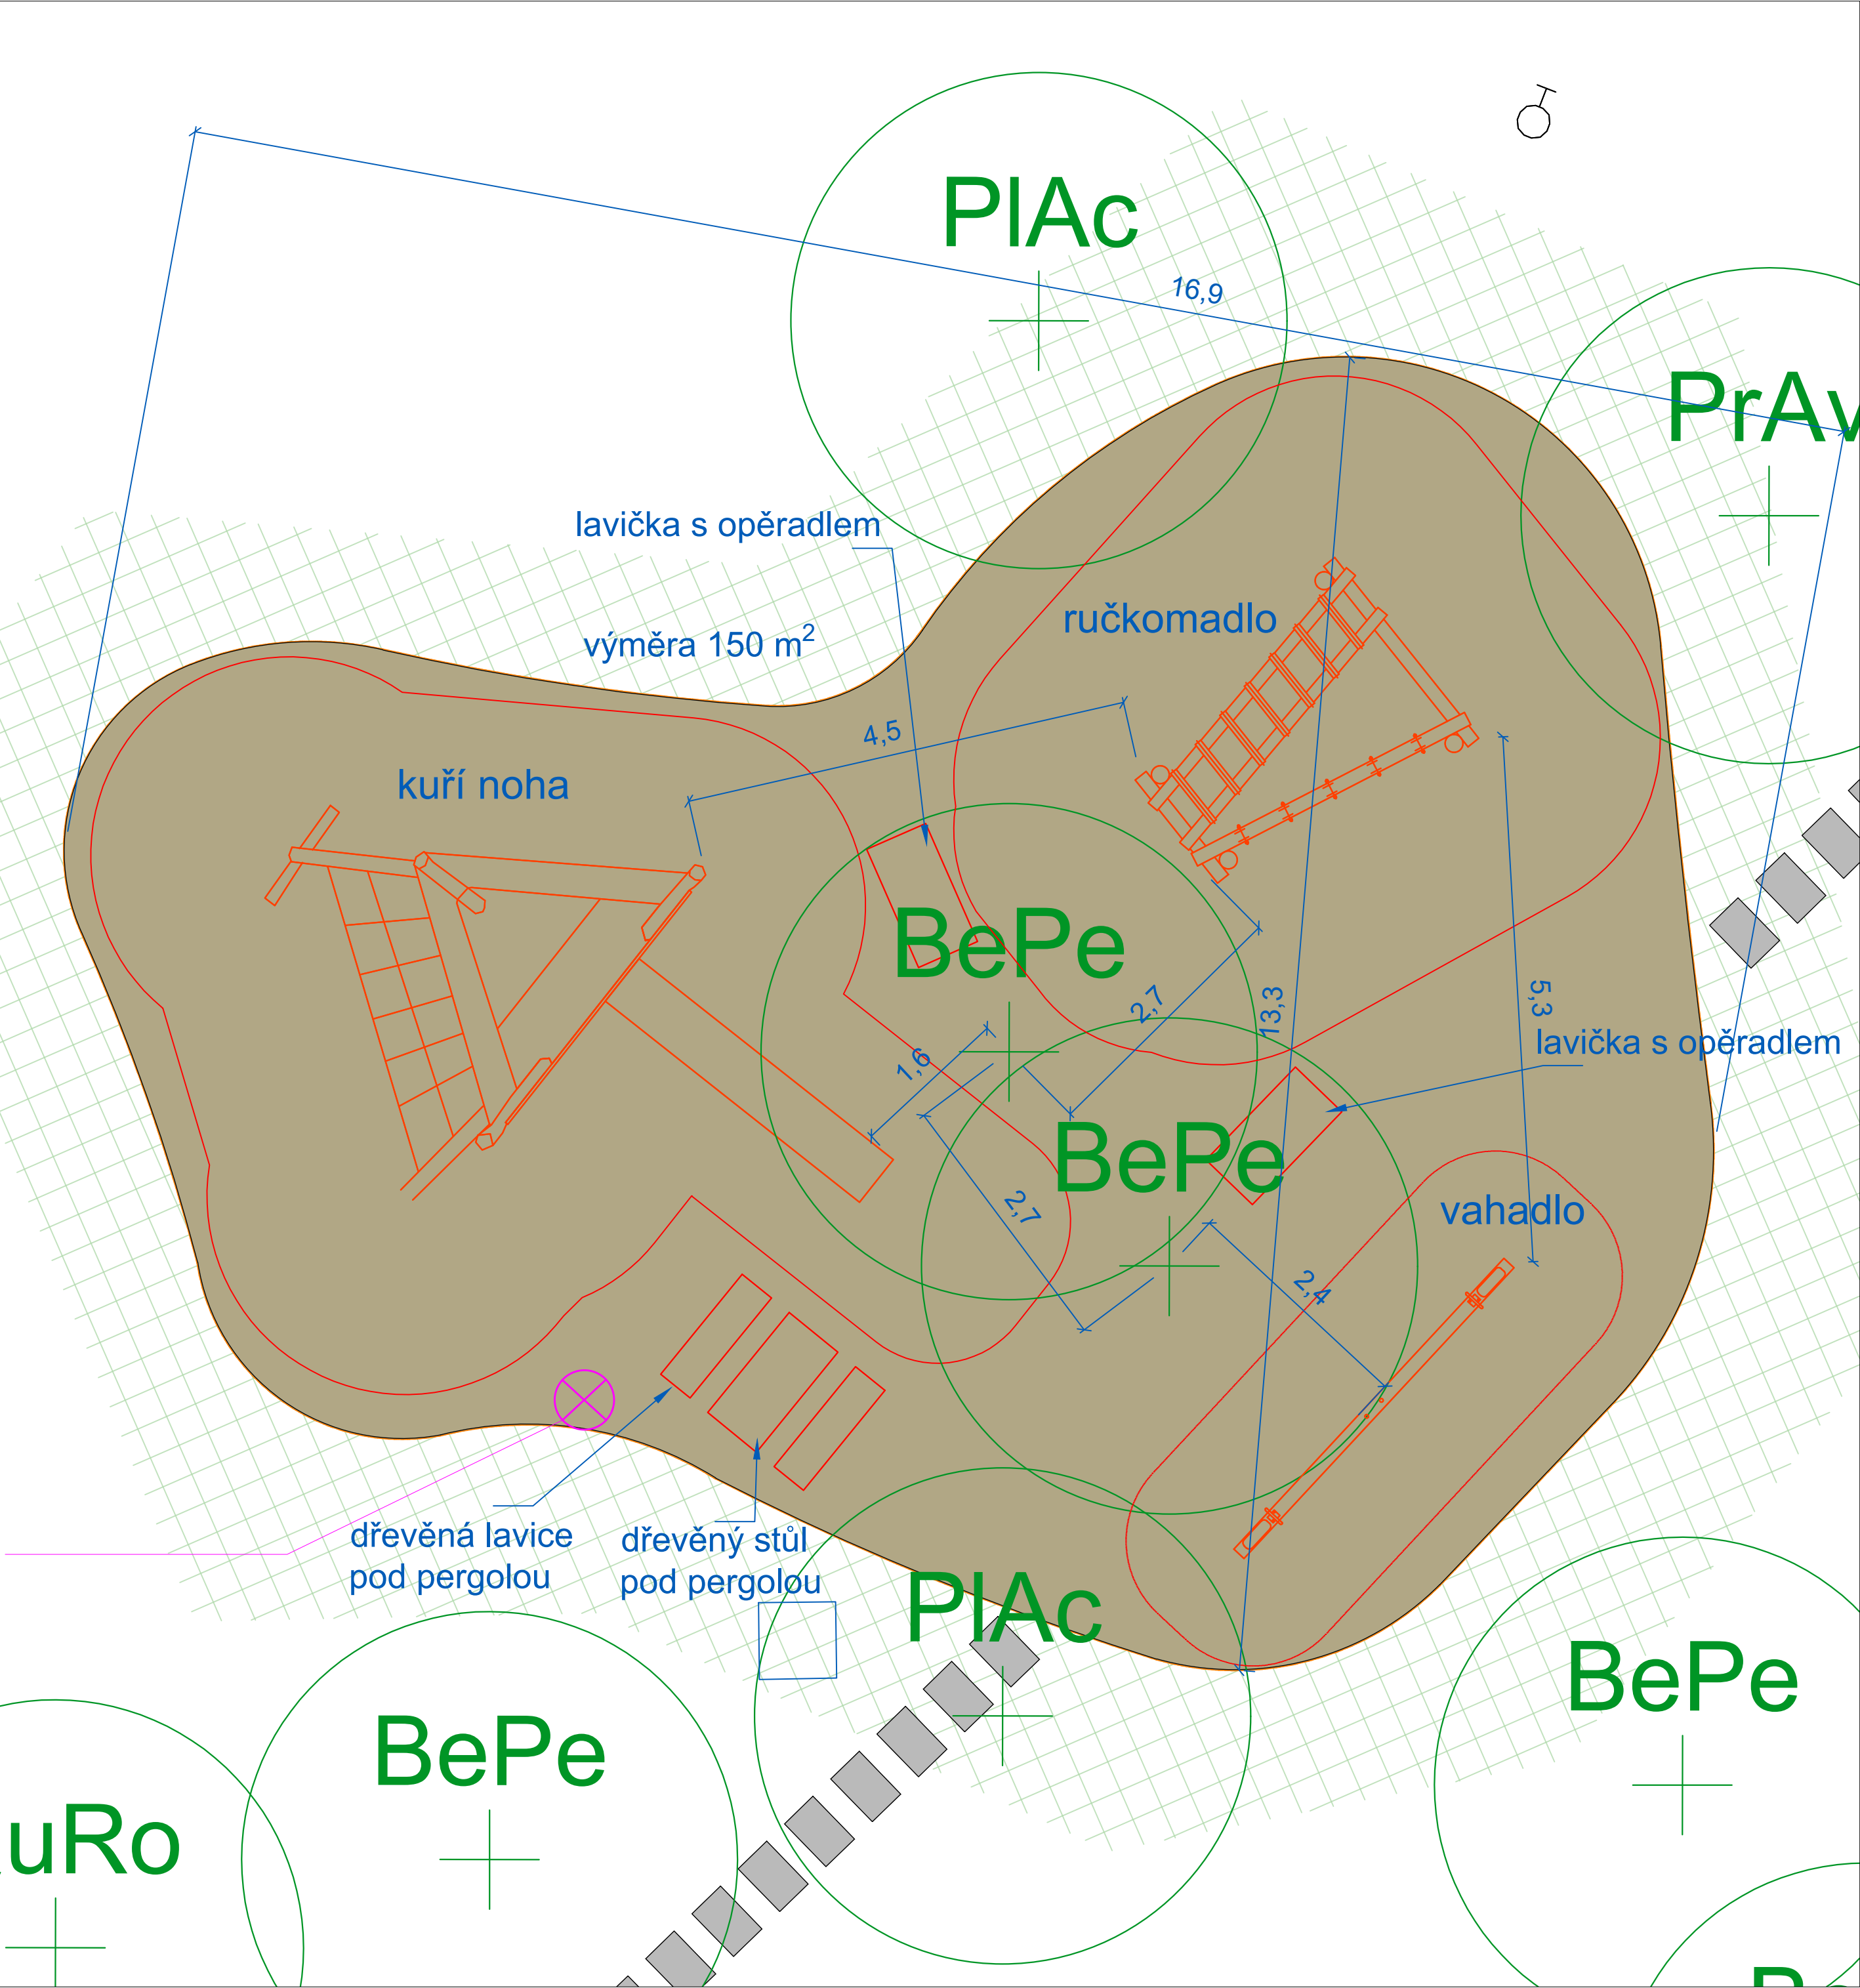 PlAc
16,9
PrAv
lavička s opěradlem
ručkomadlo
výměra 150 m²
4,5
kuří noha
BePe
2,7
13,3
5,3
lavička s opěradlem
1,6
BePe
2,7
vahadlo
2,4
dřevěná lavice
pod pergolou
dřevěný stůl
pod pergolou
PlAc
BePe
BePe
uRo